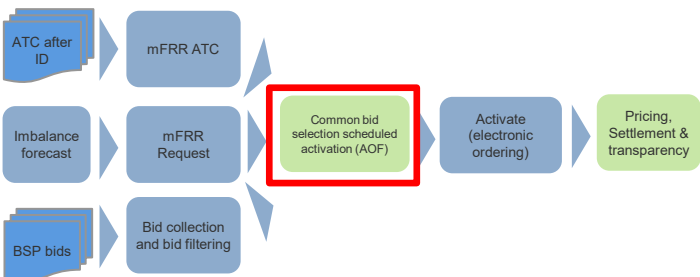 ATC after
ID
mFRR ATC
Imbalance
forecast
mFRR
Request
Common bid
selection scheduled
activation (AOF)
Activate
(electronic
ordering)
Pricing,
Settlement &
transparency
BSP bids
Bid collection
and bid filtering